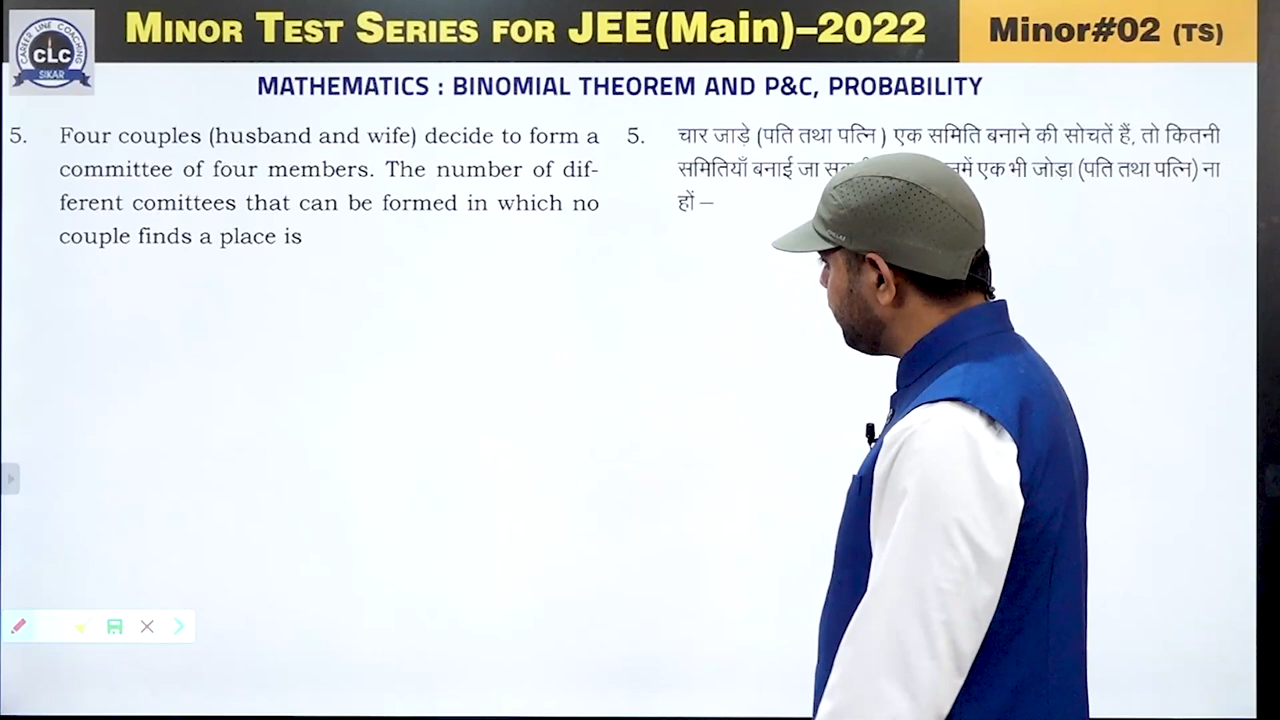 MINOR TEST SERIES FOR JEE(Main)–2022
Minor#02 (TS)
CAREER LINE COACHING
CLC
SIKAR
MATHEMATICS : BINOMIAL THEOREM AND P&C, PROBABILITY
5. Four couples (husband and wife) decide to form a
committee of four members. The number of dif-
ferent comittees that can be formed in which no
couple finds a place is
5. चार जाड़े (पति तथा पत्नि ) एक समिति बनाने की सोचतें हैं, तो कितनी
समितियाँ बनाई जा एक भी जोड़ा (पति तथा पत्नि) ना
हों –